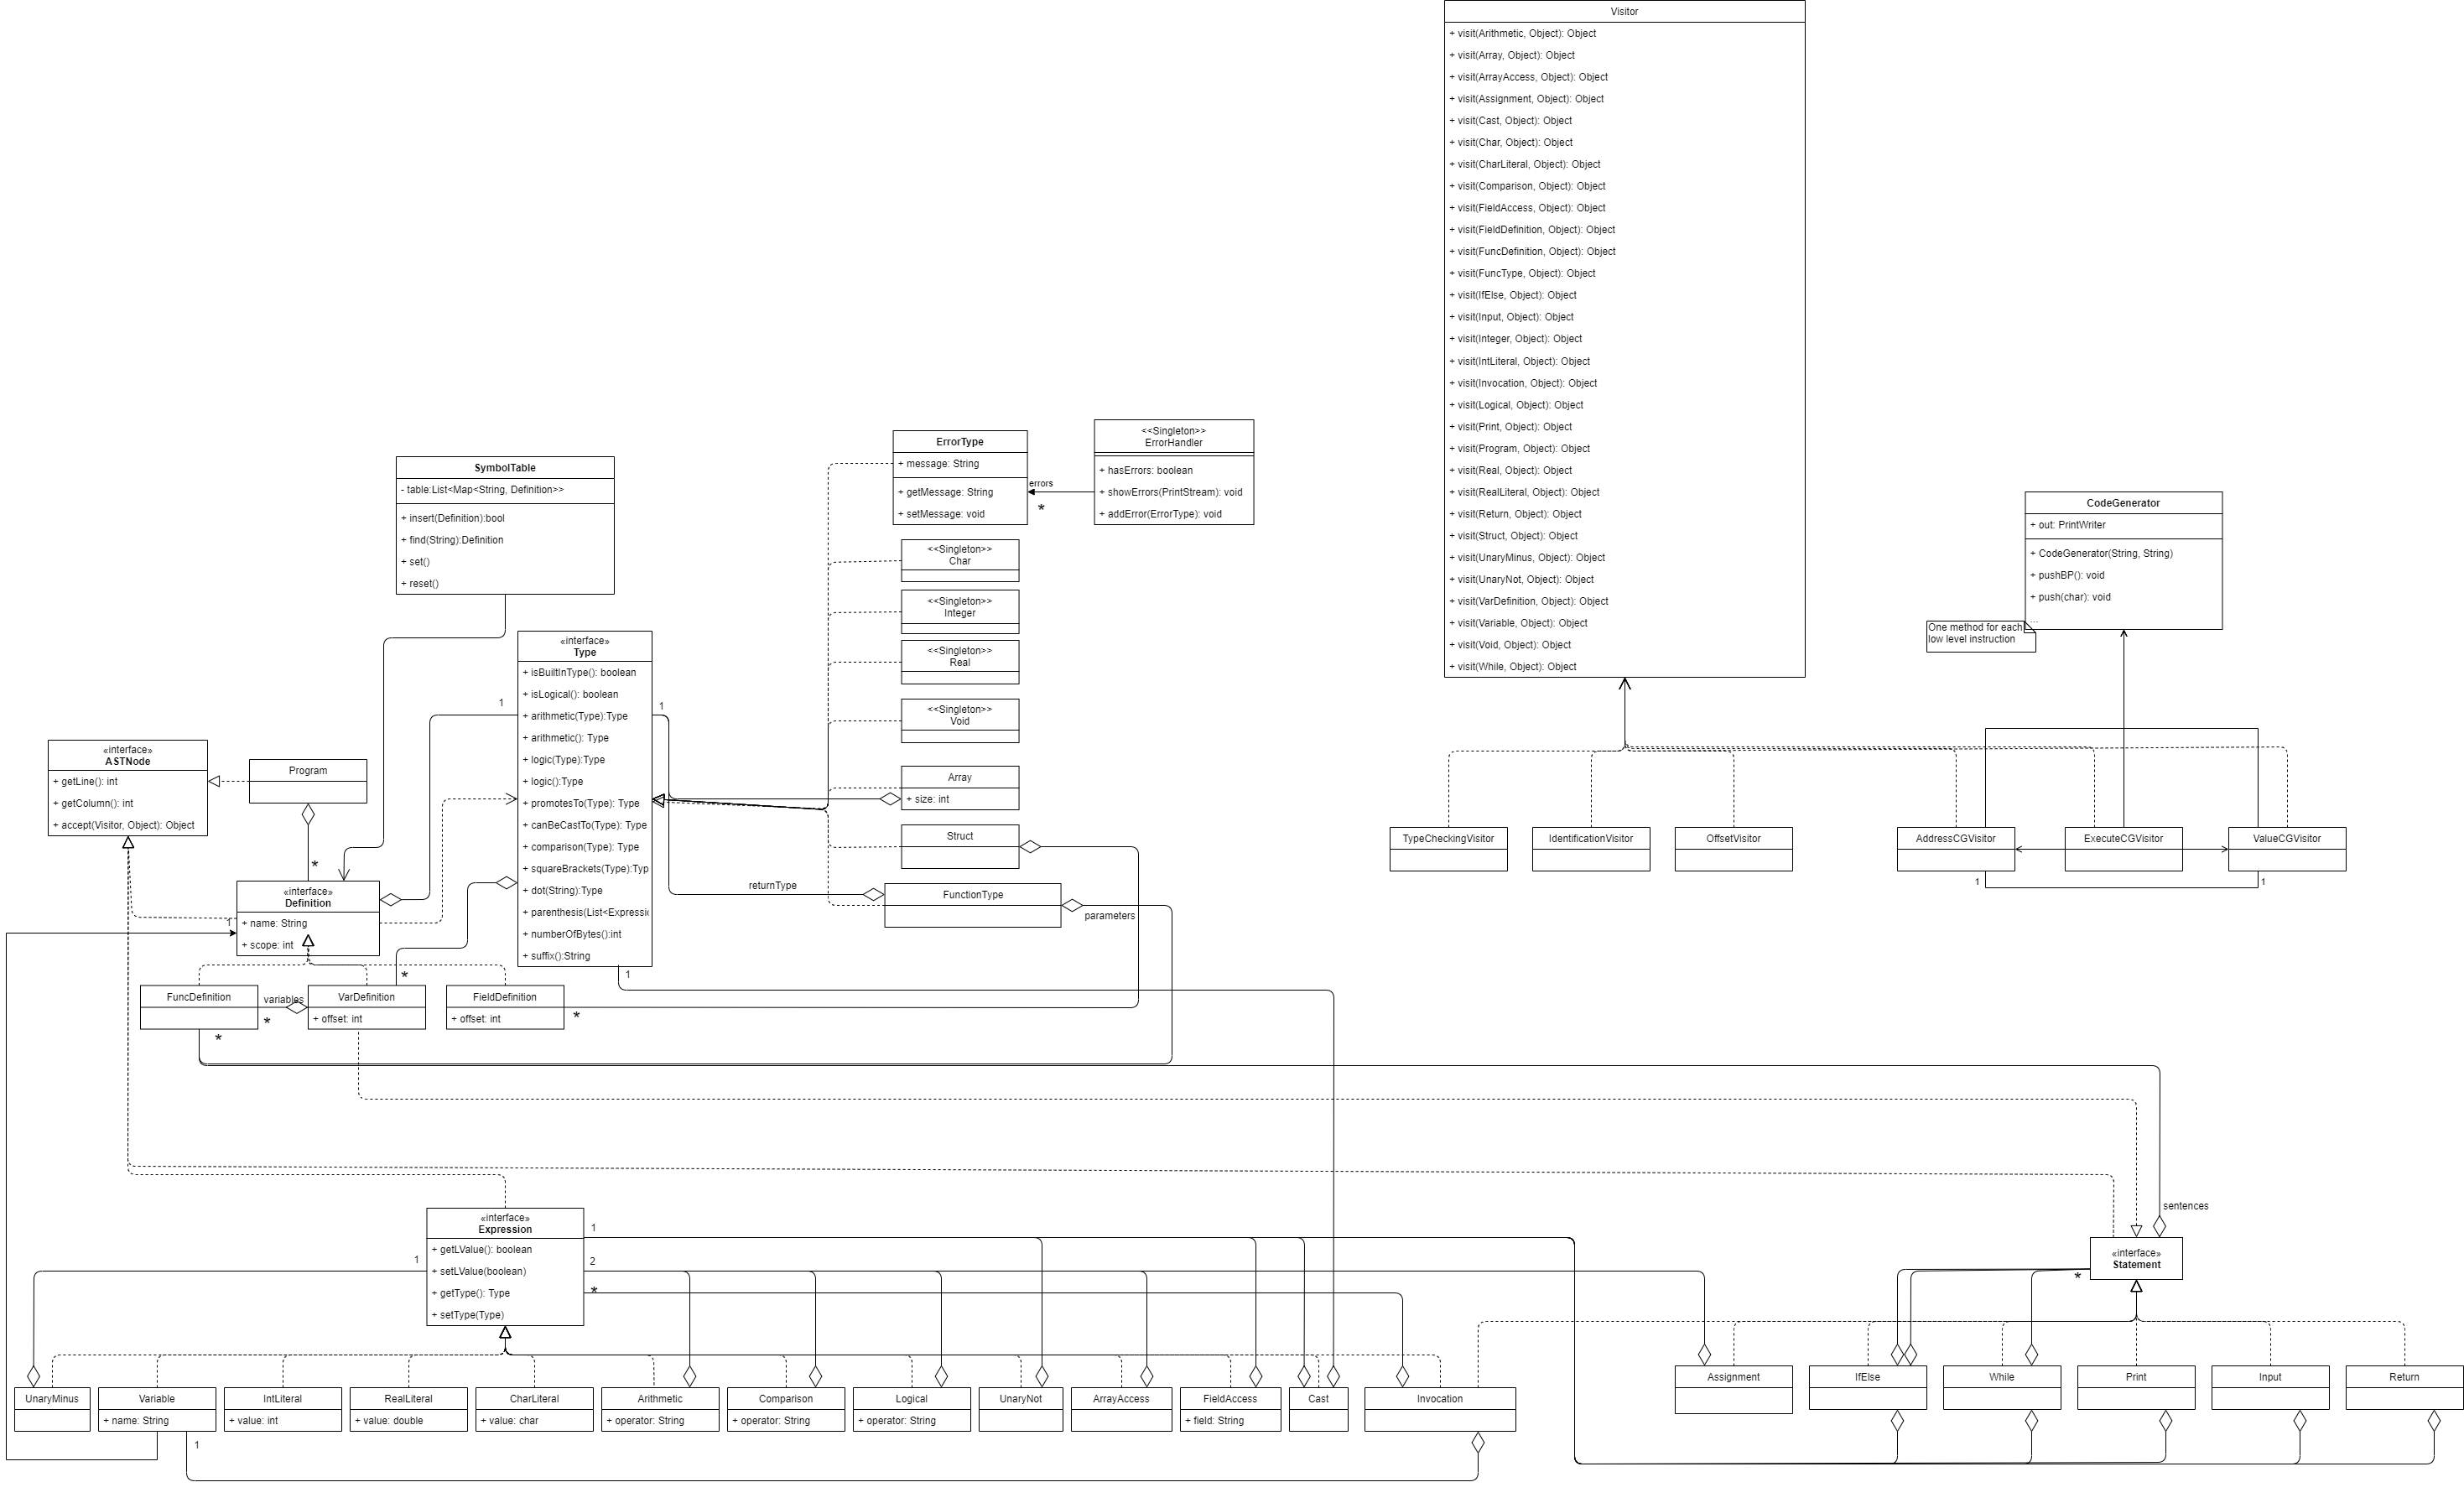 Visitor
+ visit(Arithmetic, Object): Object
+ visit(Array, Object): Object
+ visit(ArrayAccess, Object): Object
+ visit(Assignment, Object): Object
+ visit(Cast, Object): Object
+ visit(Char, Object): Object
+ visit(CharLiteral, Object): Object
+ visit(Comparison, Object): Object
+ visit(FieldAccess, Object): Object
+ visit(FieldDefinition, Object): Object
+ visit(FuncDefinition, Object): Object
+ visit(FuncType, Object): Object
+ visit(IfElse, Object): Object
+ visit(Input, Object): Object
+ visit(Integer, Object): Object
+ visit(IntLiteral, Object): Object
+ visit(Invocation, Object): Object
+ visit(Logical, Object): Object
+ visit(Print, Object): Object
+ visit(Program, Object): Object
+ visit(Real, Object): Object
+ visit(RealLiteral, Object): Object
+ visit(Return, Object): Object
+ visit(Struct, Object): Object
+ visit(UnaryMinus, Object): Object
+ visit(UnaryNot, Object): Object
+ visit(VarDefinition, Object): Object
+ visit(Variable, Object): Object
+ visit(Void, Object): Object
+ visit(While, Object): Object
ErrorType
+ message: String
+ getMessage: String
+ setMessage: void
errors
*
<<Singleton>>
ErrorHandler
+ hasErrors: boolean
+ showErrors(PrintStream): void
+ addError(ErrorType): void
SymbolTable
- table:List<Map<String, Definition>>
+ insert(Definition):bool
+ find(String):Definition
+ set()
+ reset()
<<Singleton>>
Char
<<Singleton>>
Integer
<<Singleton>>
Real
<<Singleton>>
Void
Array
+ size: int
Struct
FunctionType
returnType
parameters
CodeGenerator
+ out: PrintWriter
+ CodeGenerator(String, String)
+ pushBP(): void
+ push(char): void
...
One method for each
low level instruction
«interface»
Type
+ isBuiltInType(): boolean
+ isLogical(): boolean
+ arithmetic(Type):Type
+ arithmetic(): Type
+ logic(Type):Type
+ logic():Type
+ promotesTo(Type): Type
+ canBeCastTo(Type): Type
+ comparison(Type): Type
+ squareBrackets(Type):Typ
+ dot(String):Type
+ parenthesis(List<Expressi
+ numberOfBytes():int
+ suffix():String
1
1
1
«interface»
ASTNode
+ getLine(): int
+ getColumn(): int
+ accept(Visitor, Object): Object
Program
*
«interface»
Definition
+ name: String
+ scope: int
1
FuncDefinition
variables
*
*
VarDefinition
+ offset: int
*
FieldDefinition
+ offset: int
*
TypeCheckingVisitor
IdentificationVisitor
OffsetVisitor
AddressCGVisitor
ExecuteCGVisitor
ValueCGVisitor
1
1
«interface»
Expression
+ getLValue(): boolean
+ setLValue(boolean)
+ getType(): Type
+ setType(Type)
1
1
2
*
sentences
«interface»
Statement
*
UnaryMinus
Variable
+ name: String
1
IntLiteral
+ value: int
RealLiteral
+ value: double
CharLiteral
+ value: char
Arithmetic
+ operator: String
Comparison
+ operator: String
Logical
+ operator: String
UnaryNot
ArrayAccess
FieldAccess
+ field: String
Cast
Invocation
Assignment
IfElse
While
Print
Input
Return